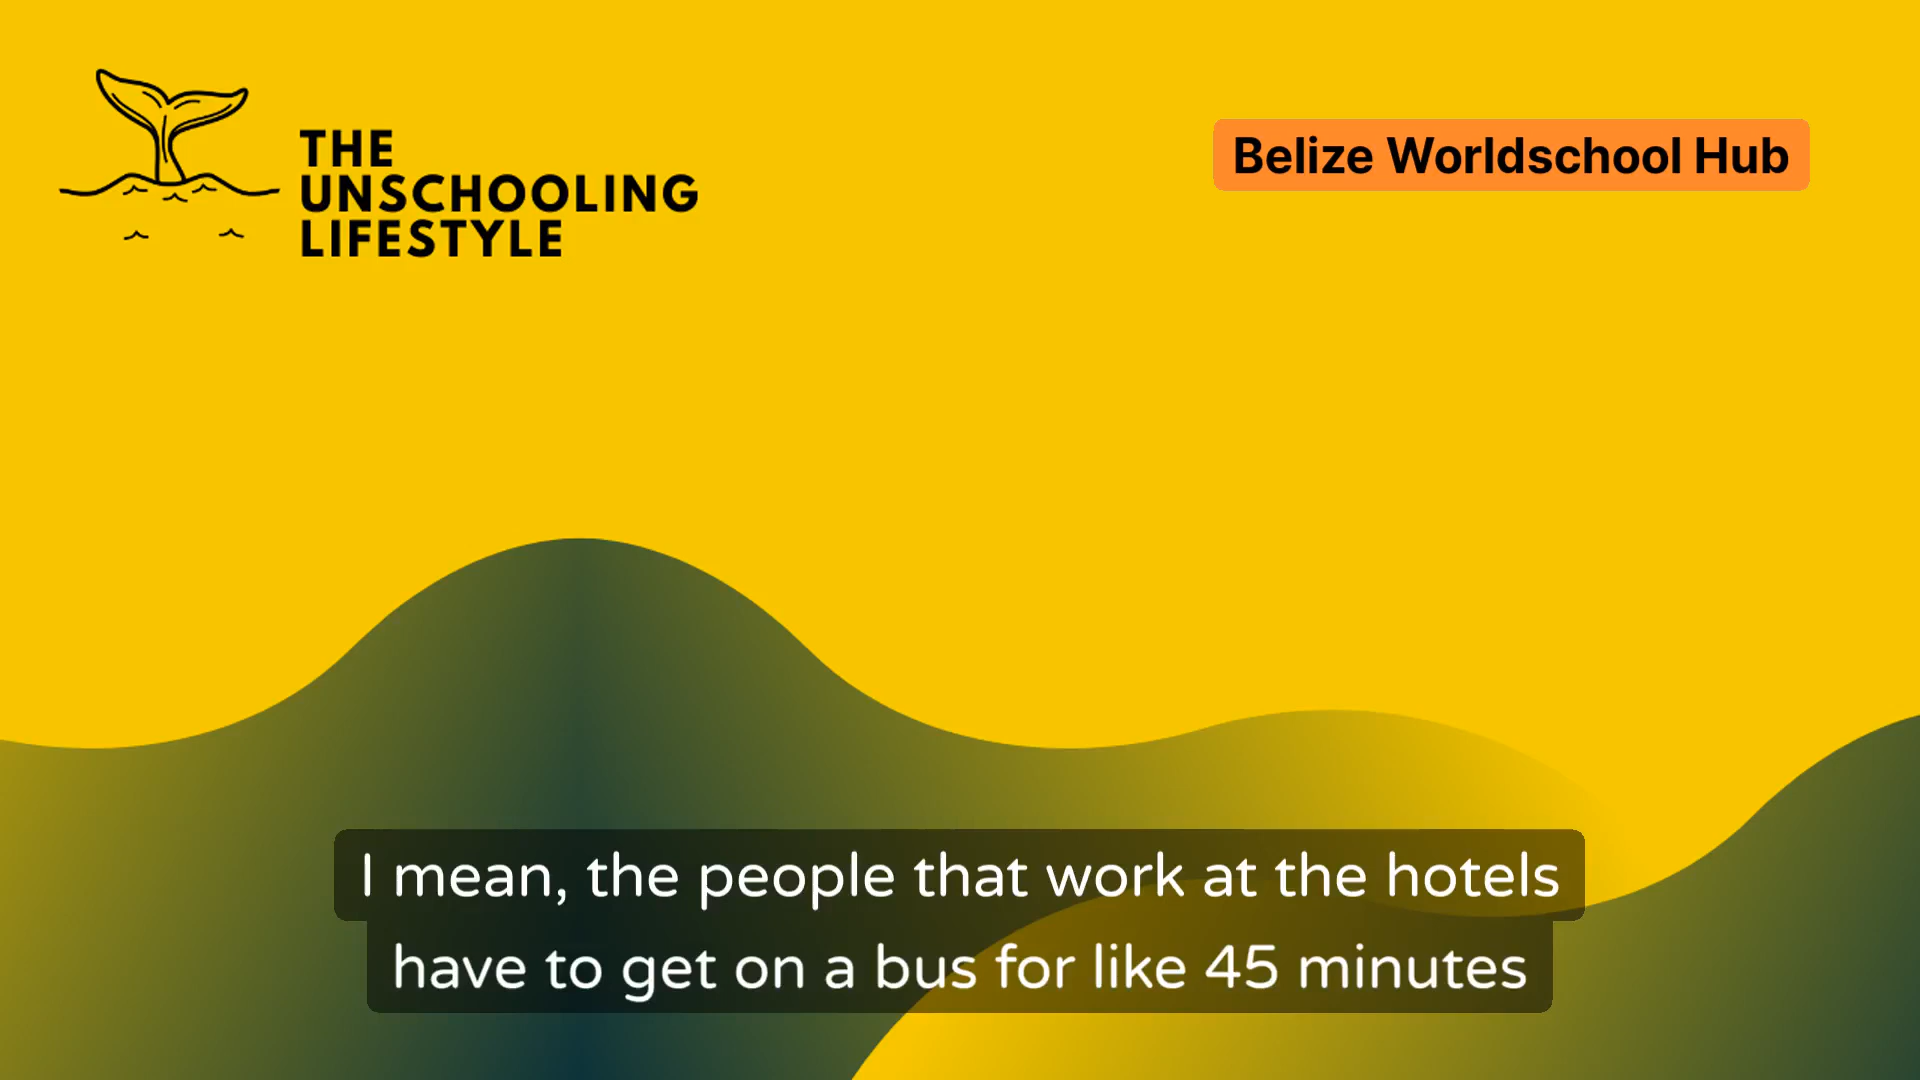 THE
UNSCHOOLING
LIFESTYLE
Belize Worldschool Hub
I mean, the people that work at the hotels
have to get on a bus for like 45 minutes